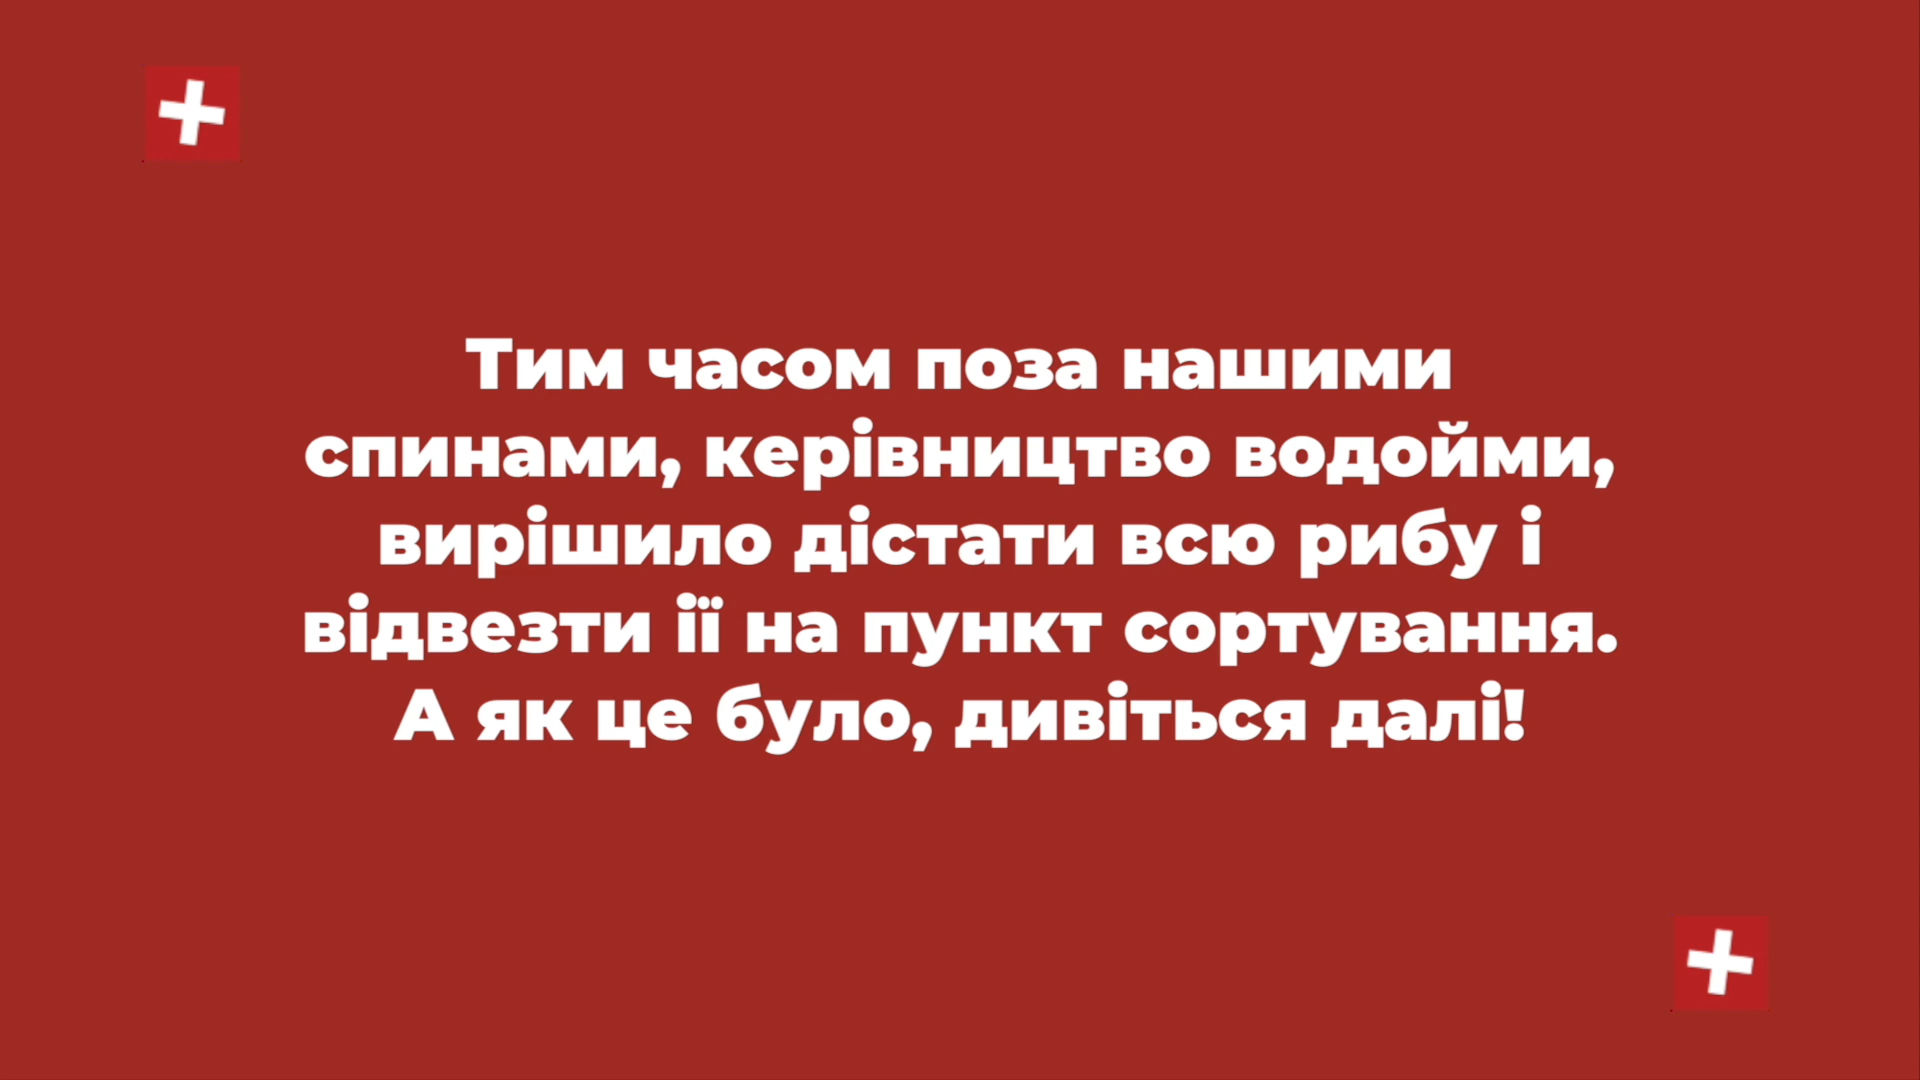 Тим часом поза нашими
спинами, керівництво водойми,
вирішило дістати всю рибу і
відвезти її на пункт сортування.
А як це було, дивіться далі!